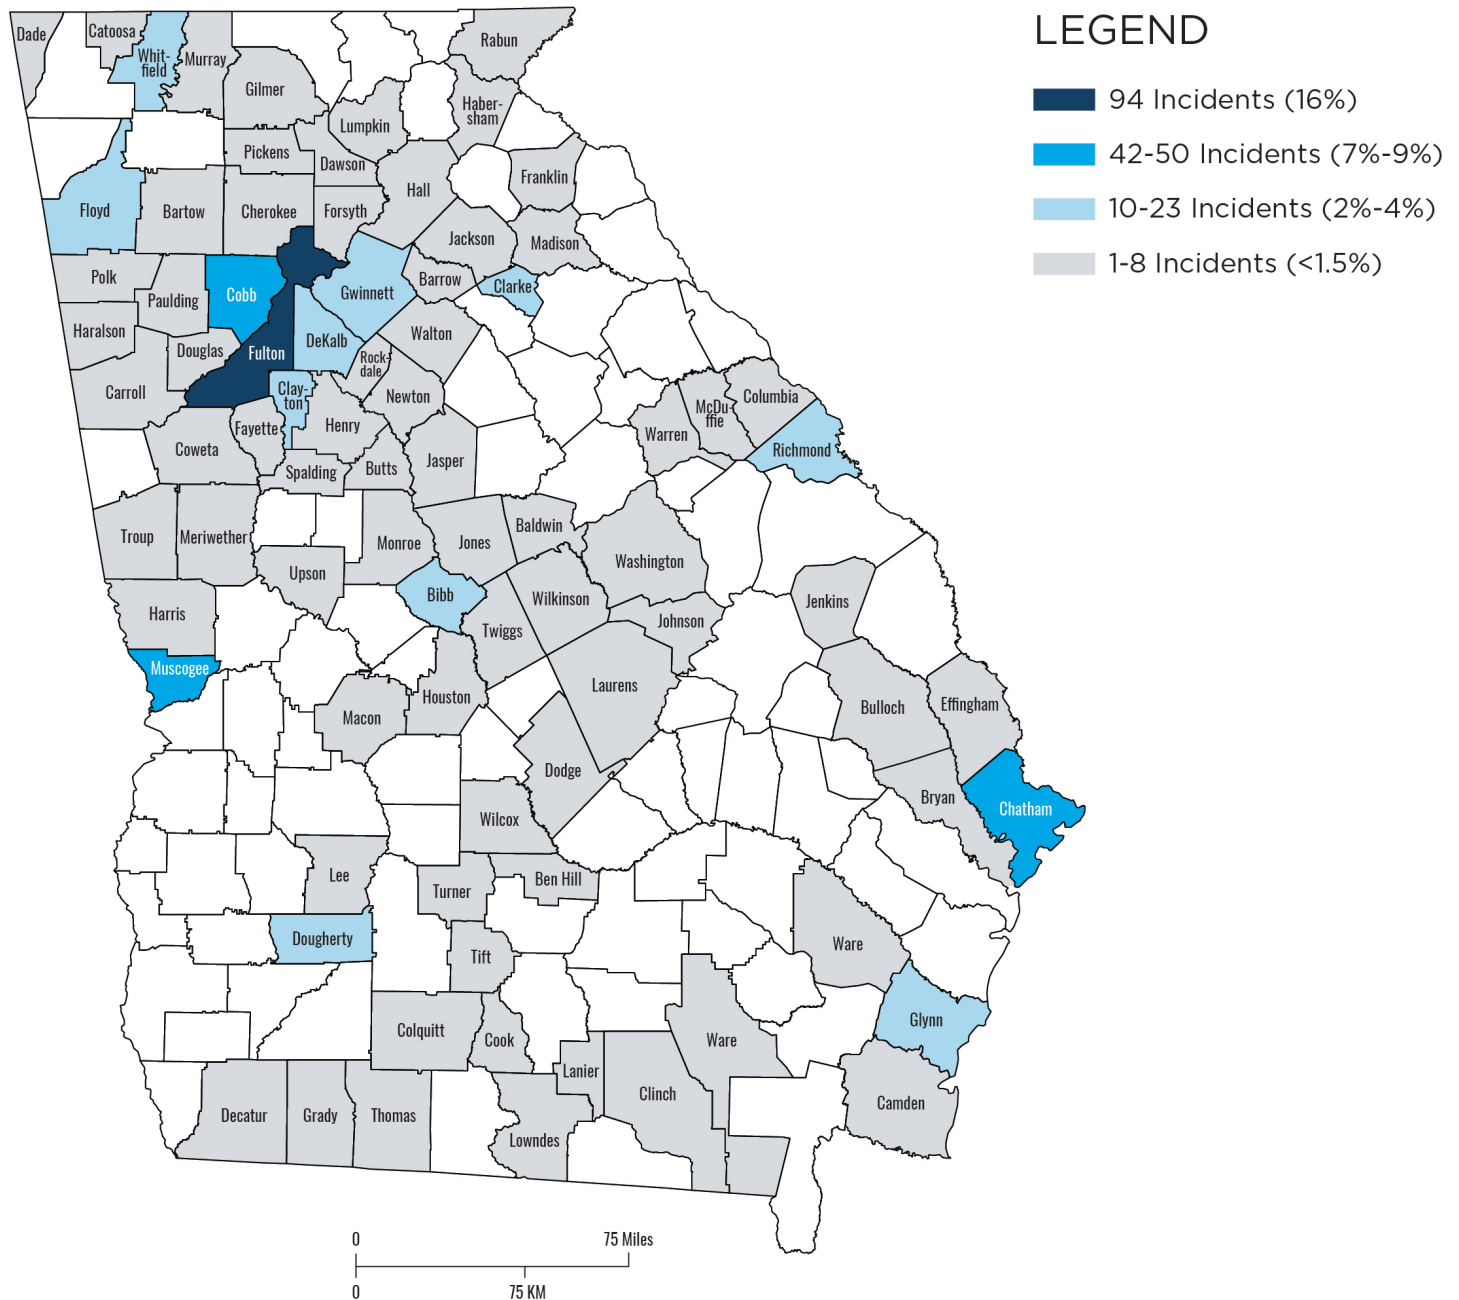 LEGEND
94 Incidents (16%)
42-50 Incidents (7%-9%)
10-23 Incidents (2%-4%)
1-8 Incidents (<1.5%)
Dade
Catoosa
Whit-
field
Murray
Gilmer
Rabun
Haber-
sham
Lumpkin
Pickens
Dawson
Hall
Franklin
Floyd
Bartow
Cherokee
Forsyth
Jackson
Madison
Polk
Paulding
Cobb
Gwinnett
Barrow
Clarke
Haralson
Douglas
Fulton
DeKalb
Rock-
dale
Walton
Carroll
Clay-
ton
Newton
Columbia
McDu-
ffie
Warren
Richmond
Coweta
Fayette
Henry
Spalding
Butts
Jasper
Troup
Meriwether
Monroe
Jones
Baldwin
Washington
Upson
Bibb
Wilkinson
Twiggs
Johnson
Jenkins
Harris
Muscogee
Houston
Macon
Laurens
Bulloch
Effingham
Dodge
Bryan
Chatham
Wilcox
Lee
Turner
Ben Hill
Dougherty
Tift
Ware
Colquitt
Cook
Ware
Glynn
Lanier
Clinch
Camden
Decatur
Grady
Thomas
Lowndes
0
75 Miles
0
75 KM